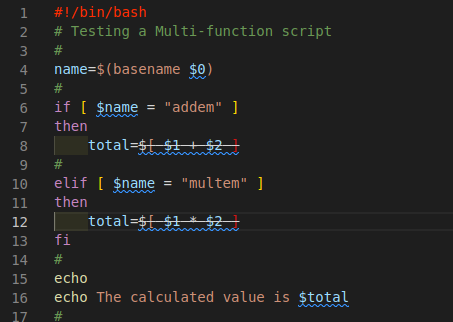 1 #!/bin/bash
2 # Testing a Multi-function script
3 #
4 name=$(basename $0)
5 #
6 if [ $name = "addem" ]
7 then
8     total=$[ $1 + $2 ]
9 #
10 elif [ $name = "multem" ]
11 then
12     total=$[ $1 * $2 ]
13 fi
14 #
15 echo
16 echo The calculated value is $total
17 #